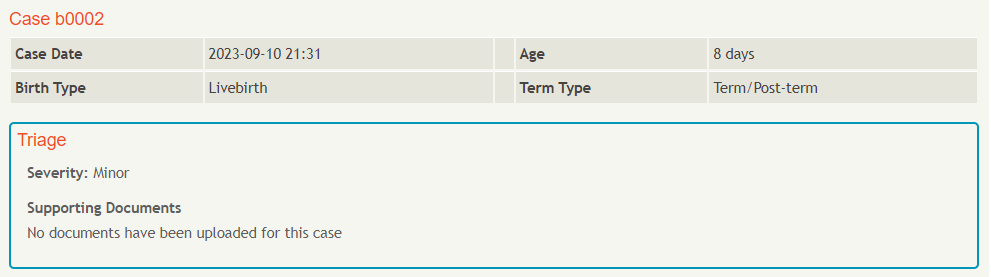 Case b0002
Case Date 2023-09-10 21:31 Age 8 days
Birth Type Livebirth Term Type Term/Post-term
Triage
Severity: Minor
Supporting Documents
No documents have been uploaded for this case